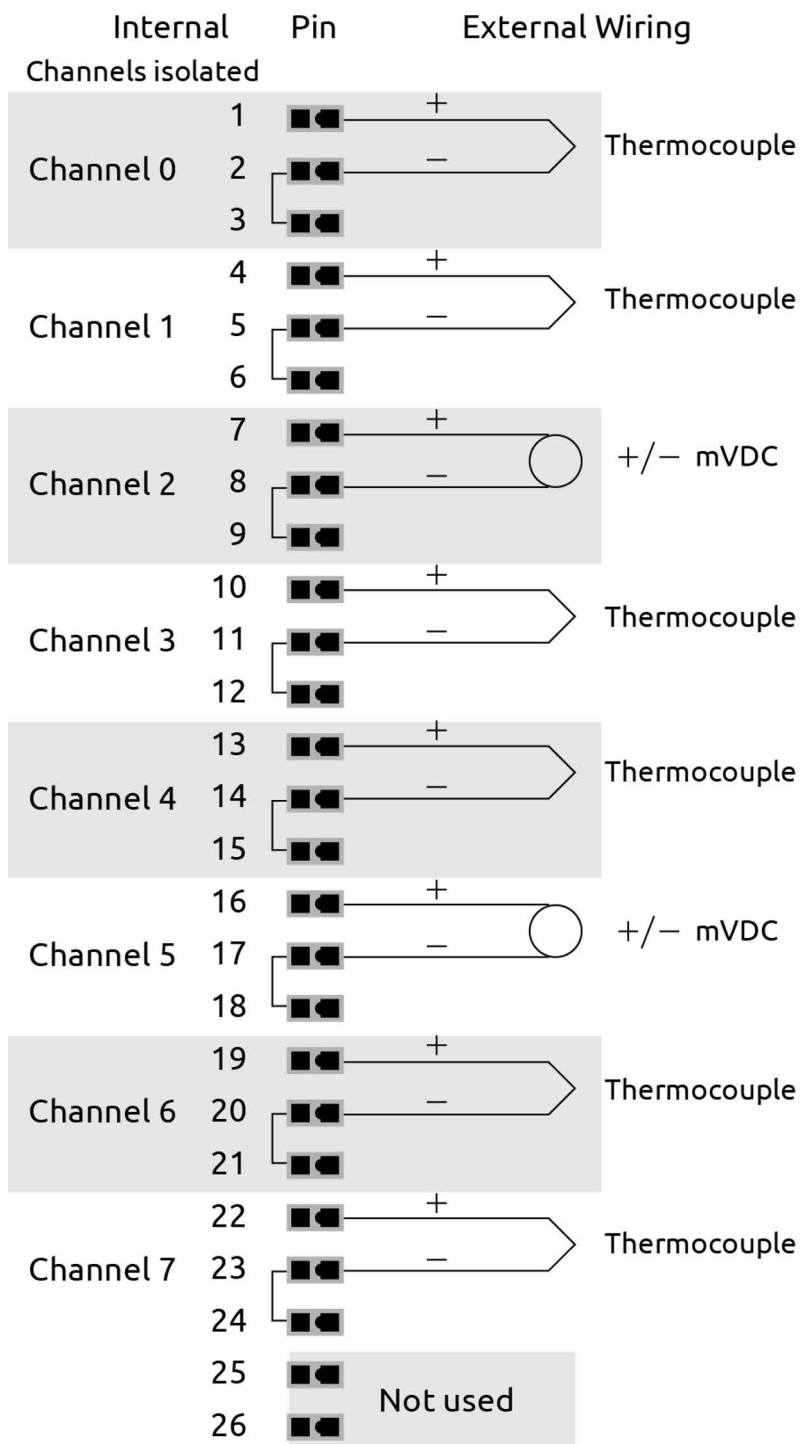 Internal Pin External Wiring
Channels isolated
1 +
Thermocouple
Channel 0 2 −
3
4 +
Thermocouple
Channel 1 5 −
6
7 +
+/− mVDC
Channel 2 8 −
9
10 +
Thermocouple
Channel 3 11 −
12
13 +
Thermocouple
Channel 4 14 −
15
16 +
+/− mVDC
Channel 5 17 −
18
19 +
Thermocouple
Channel 6 20 −
21
22 +
Thermocouple
Channel 7 23 −
24
25
Not used
26